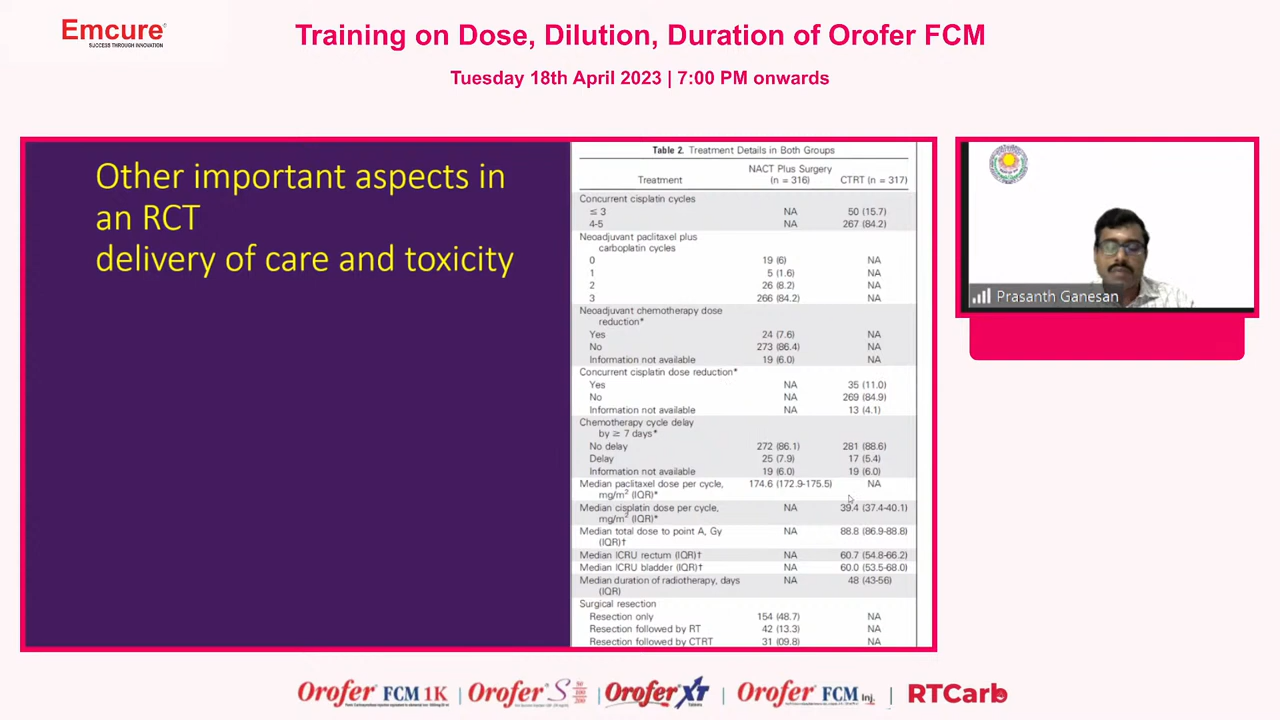 Emcure
SUCCESS THROUGH INNOVATION
Training on Dose, Dilution, Duration of Orofer FCM
Tuesday 18th April 2023 | 7:00 PM onwards
Other important aspects in
an RCT
delivery of care and toxicity
Table 2. Treatment Details in Both Groups
Treatment NACT Plus Surgery (n = 316) CTRT (n = 317)
Concurrent cisplatin cycles
≤ 3 NA 50 (15.7)
4-5 NA 267 (84.2)
Neoadjuvant paclitaxel plus
carboplatin cycles
0 19 (6) NA
1 5 (1.6) NA
2 26 (8.2) NA
3 266 (84.2) NA
Neoadjuvant chemotherapy dose
reduction*
Yes 24 (7.6) NA
No 273 (86.4) NA
Information not available 19 (6.0) NA
Concurrent cisplatin dose reduction*
Yes NA 35 (11.0)
No NA 269 (84.9)
Information not available NA 13 (4.1)
Chemotherapy cycle delay
by ≥ 7 days*
No delay 272 (86.1) 281 (88.6)
Delay 25 (7.9) 17 (5.4)
Information not available 19 (6.0) 19 (6.0)
Median paclitaxel dose per cycle, 174.6 (172.9-175.5) NA
mg/m² (IQR)*
Median cisplatin dose per cycle, NA 39.4 (37.4-40.1)
mg/m² (IQR)*
Median total dose to point A, Gy NA 88.8 (86.9-88.8)
(IQR)†
Median ICRU rectum (IQR)† NA 60.7 (54.8-66.2)
Median ICRU bladder (IQR)† NA 60.0 (53.5-68.0)
Median duration of radiotherapy, days NA 48 (43-56)
(IQR)
Surgical resection
Resection only 154 (48.7) NA
Resection followed by RT 42 (13.3) NA
Resection followed by CTRT 31 (09.8) NA
Prasanth Ganesan
Orofer FCM 1K | Orofer S 50 100 200 | Orofer XT Tablets | Orofer FCM Inj. | RTCarb